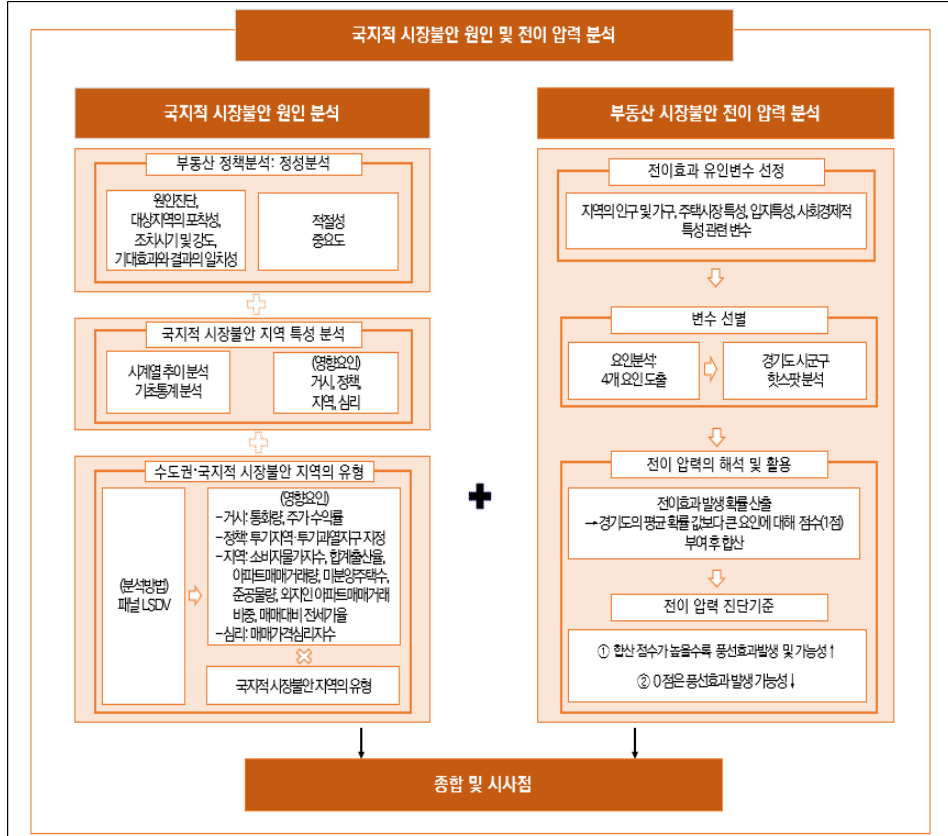 국지적 시장불안 원인 및 전이 압력 분석
국지적 시장불안 원인 분석
부동산 정책분석: 정성분석
원인진단,
대상지역의 포착성,
조치시기 및 강도,
기대효과와 결과의 일치성
적절성
중요도
국지적 시장불안 지역 특성 분석
시계열 추이 분석
기초통계 분석
(영향요인)
거시, 정책,
지역, 심리
수도권·국지적 시장불안 지역의 유형
(분석방법)
패널 LSDV
(영향요인)
-거시: 통화량, 주가 수익률
-정책: 투기지역·투기과열지구 지정
-지역: 소비자물가지수, 합계출산율,
아파트매매거래량, 미분양주택수,
준공물량, 외지인 아파트매매거래
비중, 매매대비 전세가율
-심리: 매매가격심리지수
국지적 시장불안 지역의 유형
부동산 시장불안 전이 압력 분석
전이효과 유인변수 선정
지역의 인구 및 가구, 주택시장 특성, 입지특성, 사회경제적
특성 관련 변수
변수 선별
요인분석:
4개 요인 도출
경기도 시군구
핫스팟 분석
전이 압력의 해석 및 활용
전이효과 발생 확률 산출
→ 경기도의 평균 확률 값보다 큰 요인에 대해 점수(1점)
부여 후 합산
전이 압력 진단기준
① 합산 점수가 높을수록 풍선효과발생 및 가능성↑
② 0점은 풍선효과 발생 가능성↓
종합 및 시사점